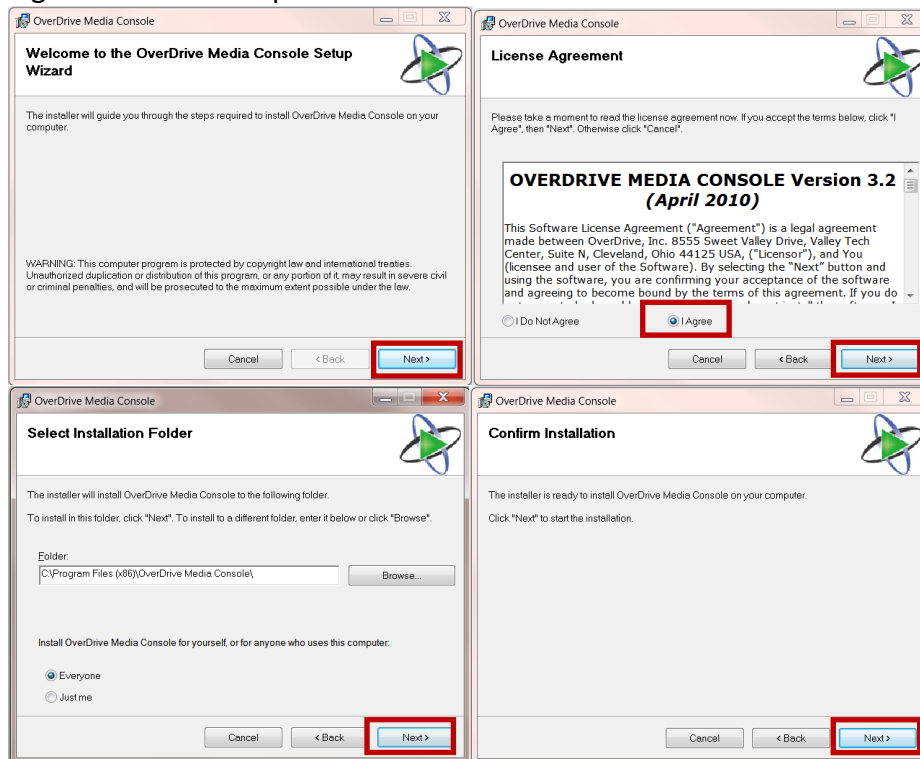 OverDrive Media Console
Welcome to the OverDrive Media Console Setup
Wizard
The installer will guide you through the steps required to install OverDrive Media Console on your
computer.
WARNING: This computer program is protected by copyright law and international treaties.
Unauthorized duplication or distribution of this program, or any portion of it, may result in severe civil
or criminal penalties, and will be prosecuted to the maximum extent possible under the law.
Cancel
< Back
Next >
OverDrive Media Console
License Agreement
Please take a moment to read the license agreement now. If you accept the terms below, click "I
Agree", then "Next". Otherwise click "Cancel".
OVERDRIVE MEDIA CONSOLE Version 3.2
(April 2010)
This Software License Agreement ("Agreement") is a legal agreement
made between OverDrive, Inc. 8555 Sweet Valley Drive, Valley Tech
Center, Suite N, Cleveland, Ohio 44125 USA, ("Licensor"), and You
(licensee and user of the Software). By selecting the "Next" button and
using the software, you are confirming your acceptance of the software
and agreeing to become bound by the terms of this agreement. If you do
I Do Not Agree
I Agree
Cancel
< Back
Next >
OverDrive Media Console
Select Installation Folder
The installer will install OverDrive Media Console to the following folder.
To install in this folder, click "Next". To install to a different folder, enter it below or click "Browse".
Folder:
C:\Program Files (x86)\OverDrive Media Console\
Browse...
Install OverDrive Media Console for yourself, or for anyone who uses this computer:
Everyone
Just me
Cancel
< Back
Next >
OverDrive Media Console
Confirm Installation
The installer is ready to install OverDrive Media Console on your computer.
Click "Next" to start the installation.
Cancel
< Back
Next >